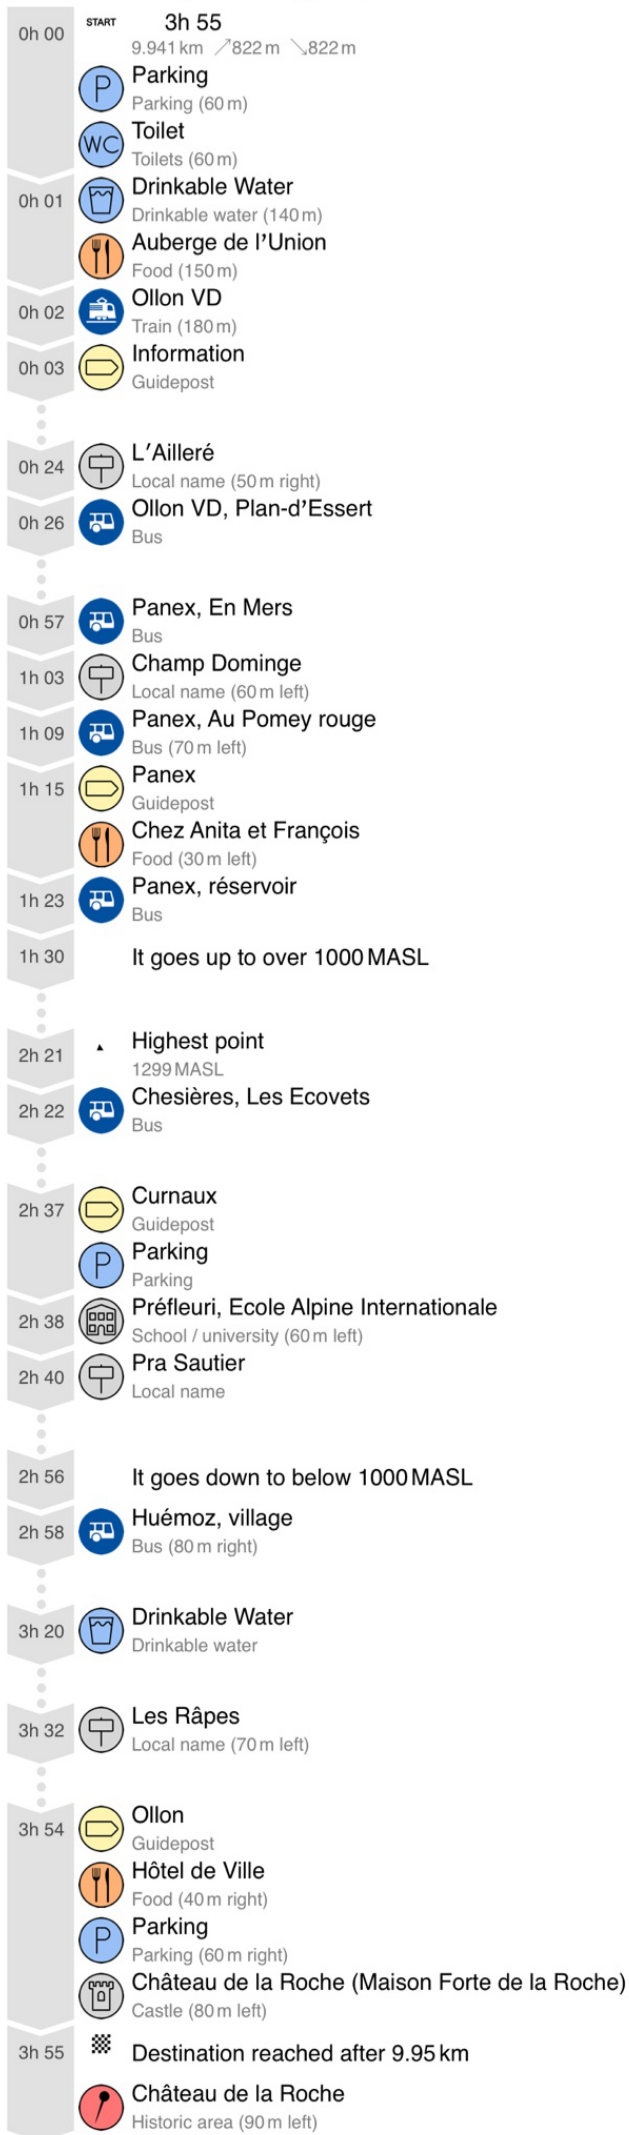 START 3h 55
0h 00
9.941 km ↗822 m ↘822 m
P Parking
Parking (60 m)
WC Toilet
Toilets (60 m)
0h 01 Drinkable Water
Drinkable water (140 m)
Auberge de l’Union
Food (150 m)
0h 02 Ollon VD
Train (180 m)
0h 03 Information
Guidepost
0h 24 L’Ailleré
Local name (50 m right)
0h 26 Ollon VD, Plan-d’Essert
Bus
0h 57 Panex, En Mers
Bus
1h 03 Champ Dominge
Local name (60 m left)
1h 09 Panex, Au Pomey rouge
Bus (70 m left)
1h 15 Panex
Guidepost
Chez Anita et François
Food (30 m left)
1h 23 Panex, réservoir
Bus
1h 30 It goes up to over 1000 MASL
2h 21 Highest point
1299 MASL
2h 22 Chesières, Les Ecovets
Bus
2h 37 Curnaux
Guidepost
P Parking
Parking
2h 38 Préfleuri, Ecole Alpine Internationale
School / university (60 m left)
2h 40 Pra Sautier
Local name
2h 56 It goes down to below 1000 MASL
2h 58 Huémoz, village
Bus (80 m right)
3h 20 Drinkable Water
Drinkable water
3h 32 Les Râpes
Local name (70 m left)
3h 54 Ollon
Guidepost
Hôtel de Ville
Food (40 m right)
P Parking
Parking (60 m right)
Château de la Roche (Maison Forte de la Roche)
Castle (80 m left)
3h 55 Destination reached after 9.95 km
Château de la Roche
Historic area (90 m left)